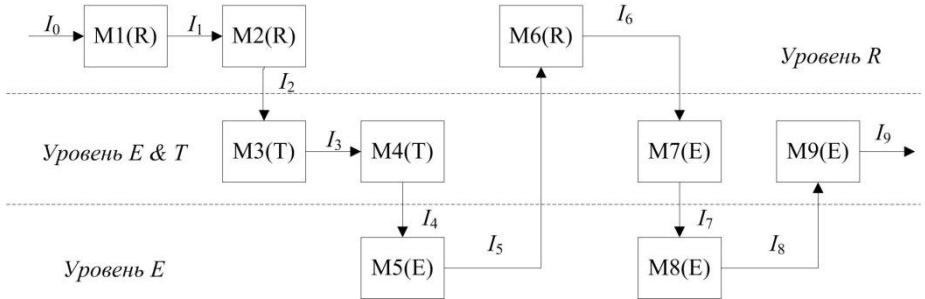 I0 M1(R) I1 M2(R) M6(R) I6
Уровень R
I2
Уровень E & T M3(T) I3 M4(T) M7(E) M9(E) I9
I4 I7
Уровень E M5(E) I5 M8(E) I8